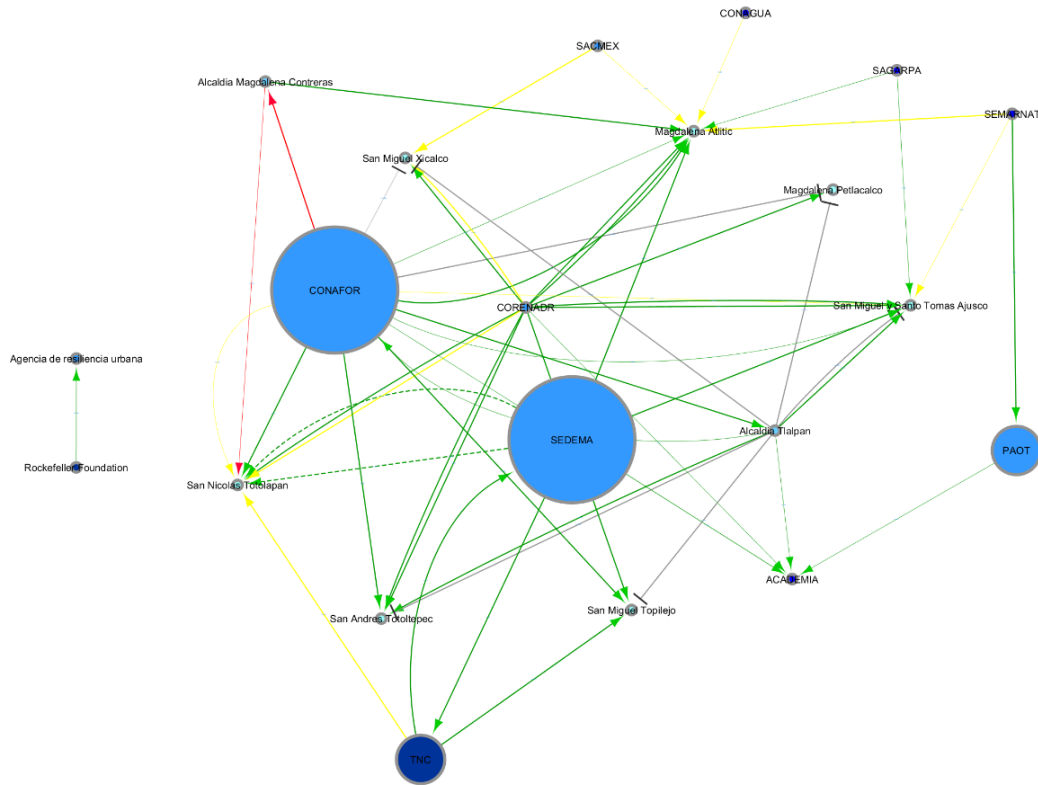 CONAGUA
SACMEX
SAGARPA
Alcaldia Magdalena Contreras
SEMARNAT
Magdalena Atlitic
San Miguel Xicalco
Magdalena Petlacalco
CONAFOR
CORENADR
San Miguel y Santo Tomas Ajusco
Agencia de resiliencia urbana
Alcaldia Tlalpan
SEDEMA
PAOT
Rockefeller Foundation
San Nicolas Totolapan
ACADEMIA
San Miguel Topilejo
San Andres Totoltepec
TNC